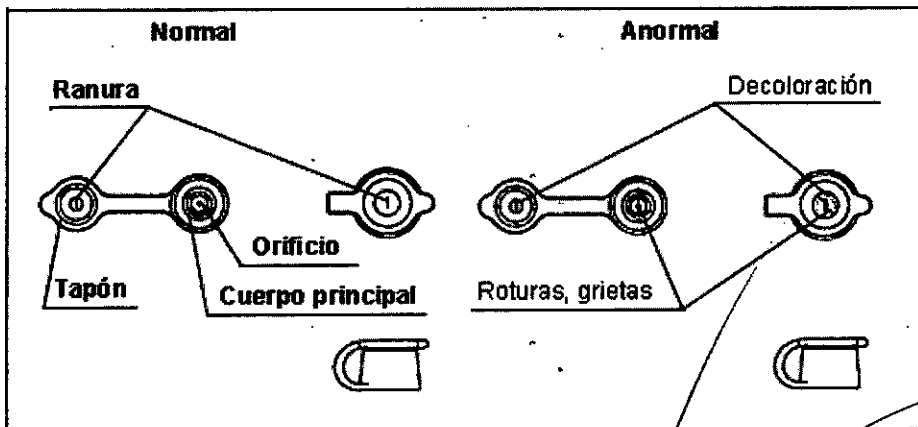 Normal
Anormal
Ranura
Decoloración
Orificio
Tapón
Cuerpo principal
Roturas, grietas